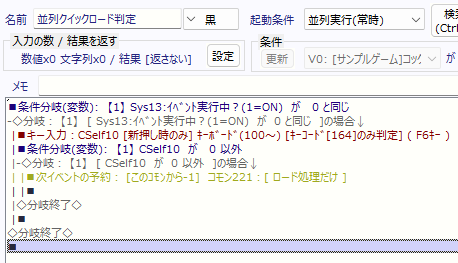 名前 並列クイックロード判定 黒 起動条件 並列実行(常時) 検
(Ctr
入力の数 / 結果を返す 条件
数値x0 文字列x0 / 結果 [返さない] 設定 更新 V0: [サンプルゲーム]コック が
メモ
■条件分岐(変数): 【1】 Sys13:ｲﾍﾞﾝﾄ実行中？(1=ON) が 0 と同じ
-◇分岐: 【1】 [ Sys13:ｲﾍﾞﾝﾄ実行中？(1=ON) が 0 と同じ ]の場合↓
|■キー入力：CSelf10 [新押し時のみ] ｷｰﾎﾞｰﾄﾞ(100～) [ｷｰｺｰﾄﾞ[164]のみ判定] ( F6ｷｰ )
|■条件分岐(変数): 【1】 CSelf10 が 0 以外
|-◇分岐: 【1】 [ CSelf10 が 0 以外 ]の場合↓
| |■次イベントの予約： [このｺﾓﾝから-1] コモン221：[ ロード処理だけ ]
| |■
|◇分岐終了◇
|■
◇分岐終了◇
■